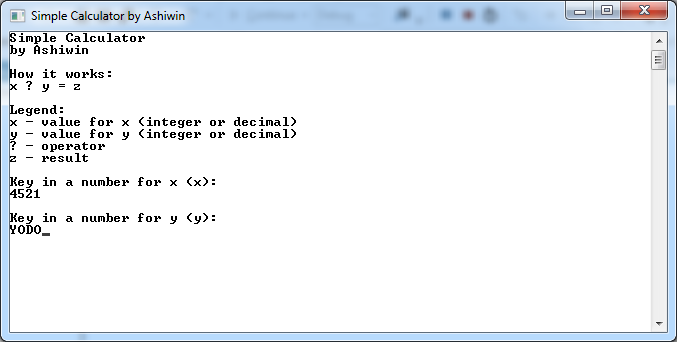 Simple Calculator by Ashiwin
Simple Calculator
by Ashiwin
How it works:
x ? y = z
Legend:
x - value for x (integer or decimal)
y - value for y (integer or decimal)
? - operator
z - result
Key in a number for x (x):
4521
Key in a number for y (y):
YODO_